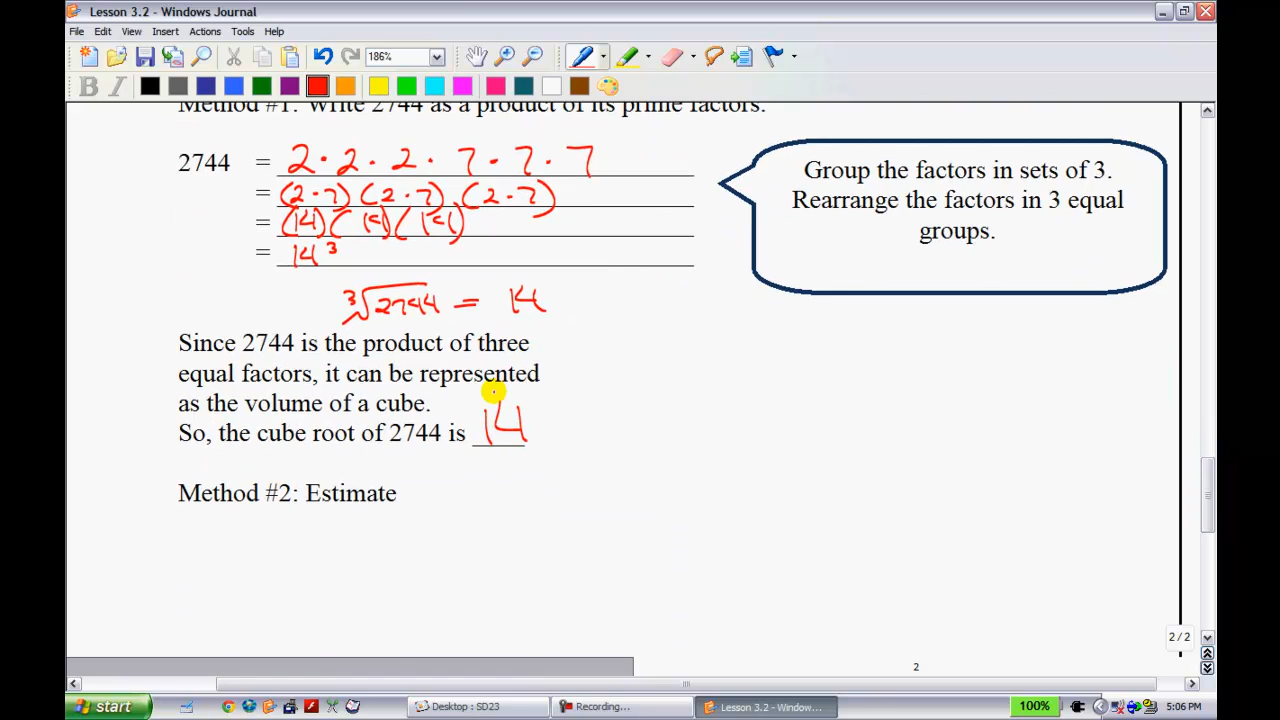 Lesson 3.2 - Windows Journal
File Edit View Insert Actions Tools Help
186%
B I
Method #1: Write 2744 as a product of its prime factors.
2744 = 2 · 2 · 2 · 7 · 7 · 7
= (2·7) (2·7) (2·7)
= (14)(14)(14)
= 14³
∛2744 = 14
Group the factors in sets of 3.
Rearrange the factors in 3 equal
groups.
Since 2744 is the product of three
equal factors, it can be represented
as the volume of a cube.
So, the cube root of 2744 is 14
Method #2: Estimate
2/2
2
start
Desktop : SD23
Recording...
Lesson 3.2 - Window...
100%
5:06 PM